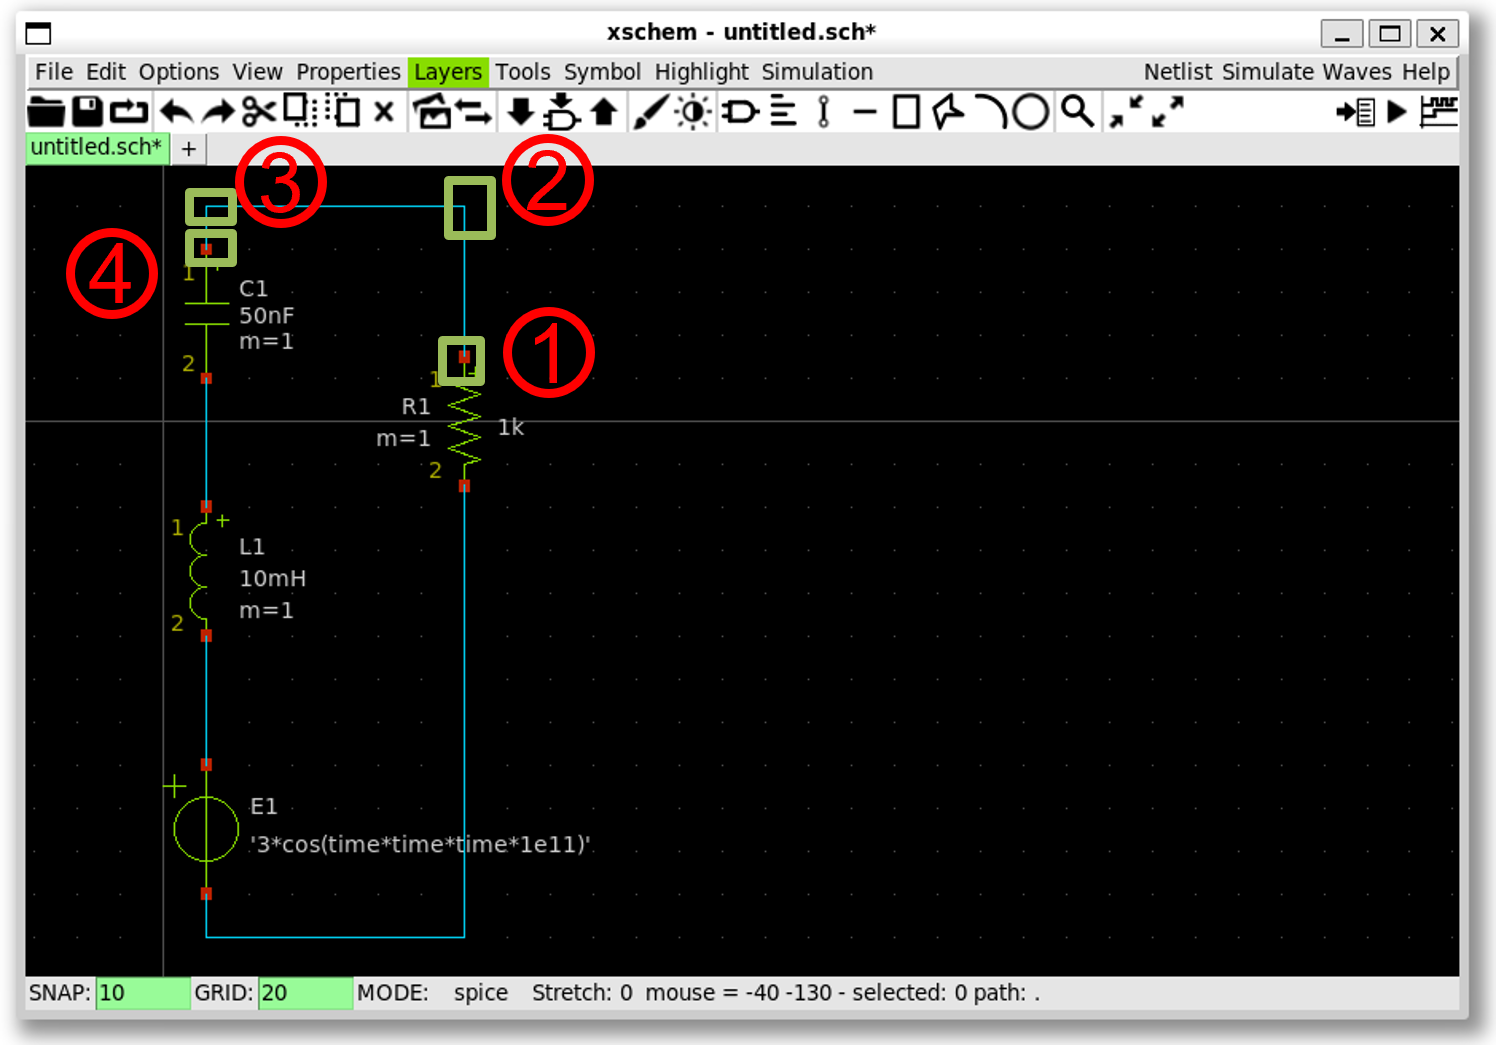 xschem - untitled.sch*
File Edit Options View Properties Layers Tools Symbol Highlight Simulation Netlist Simulate Waves Help
untitled.sch* +
3
2
4
1
C1
50nF
m=1
2
1
1
R1
m=1
1k
2
1
+
L1
10mH
m=1
2
+
E1
'3*cos(time*time*time*1e11)'
SNAP: 10 GRID: 20 MODE: spice Stretch: 0 mouse = -40 -130 - selected: 0 path: .